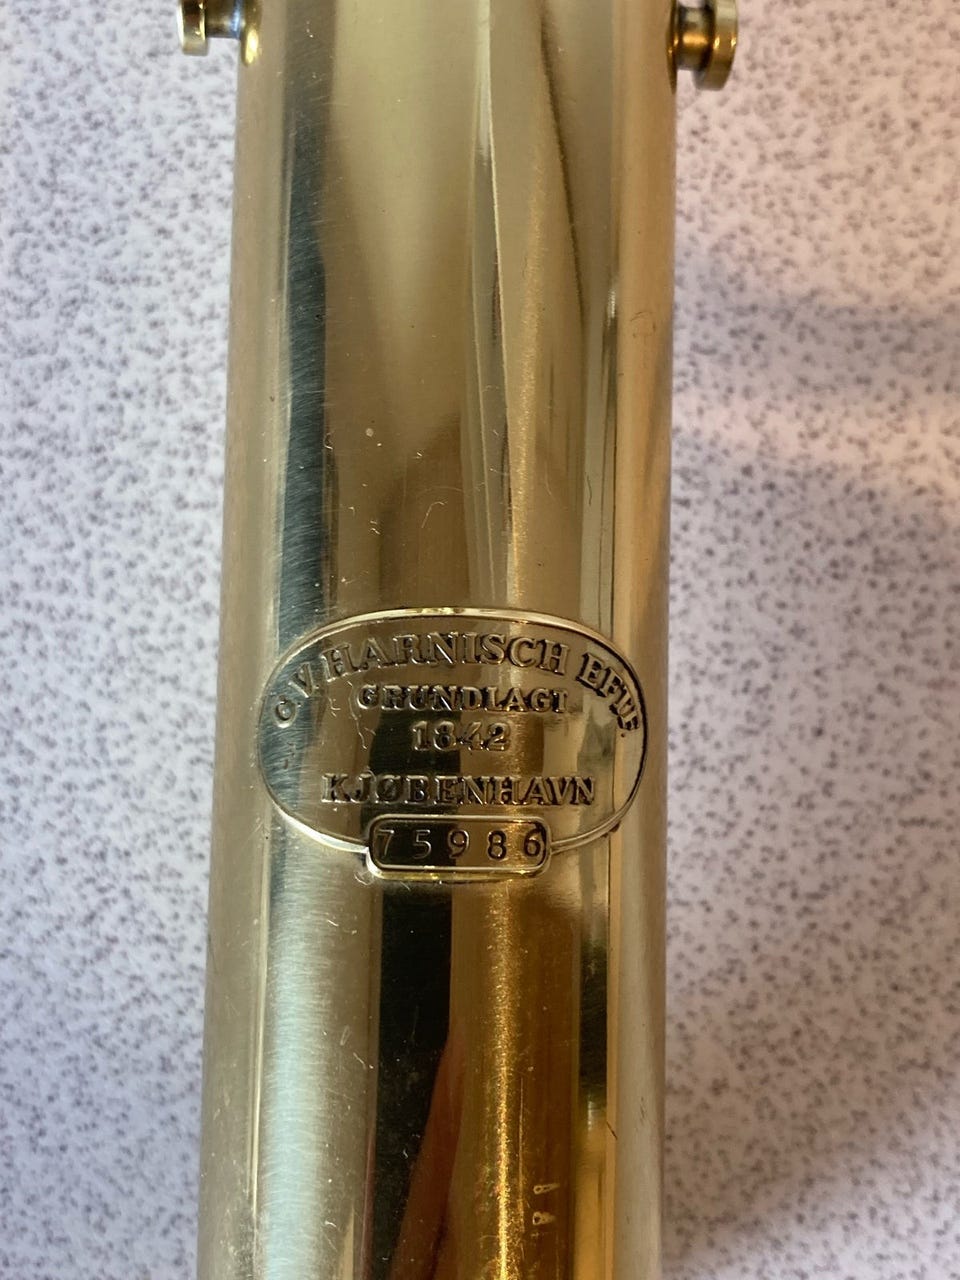 C.V. HARNISCH EFTF.
GRUNDLAGT
1842
KJØBENHAVN
75986